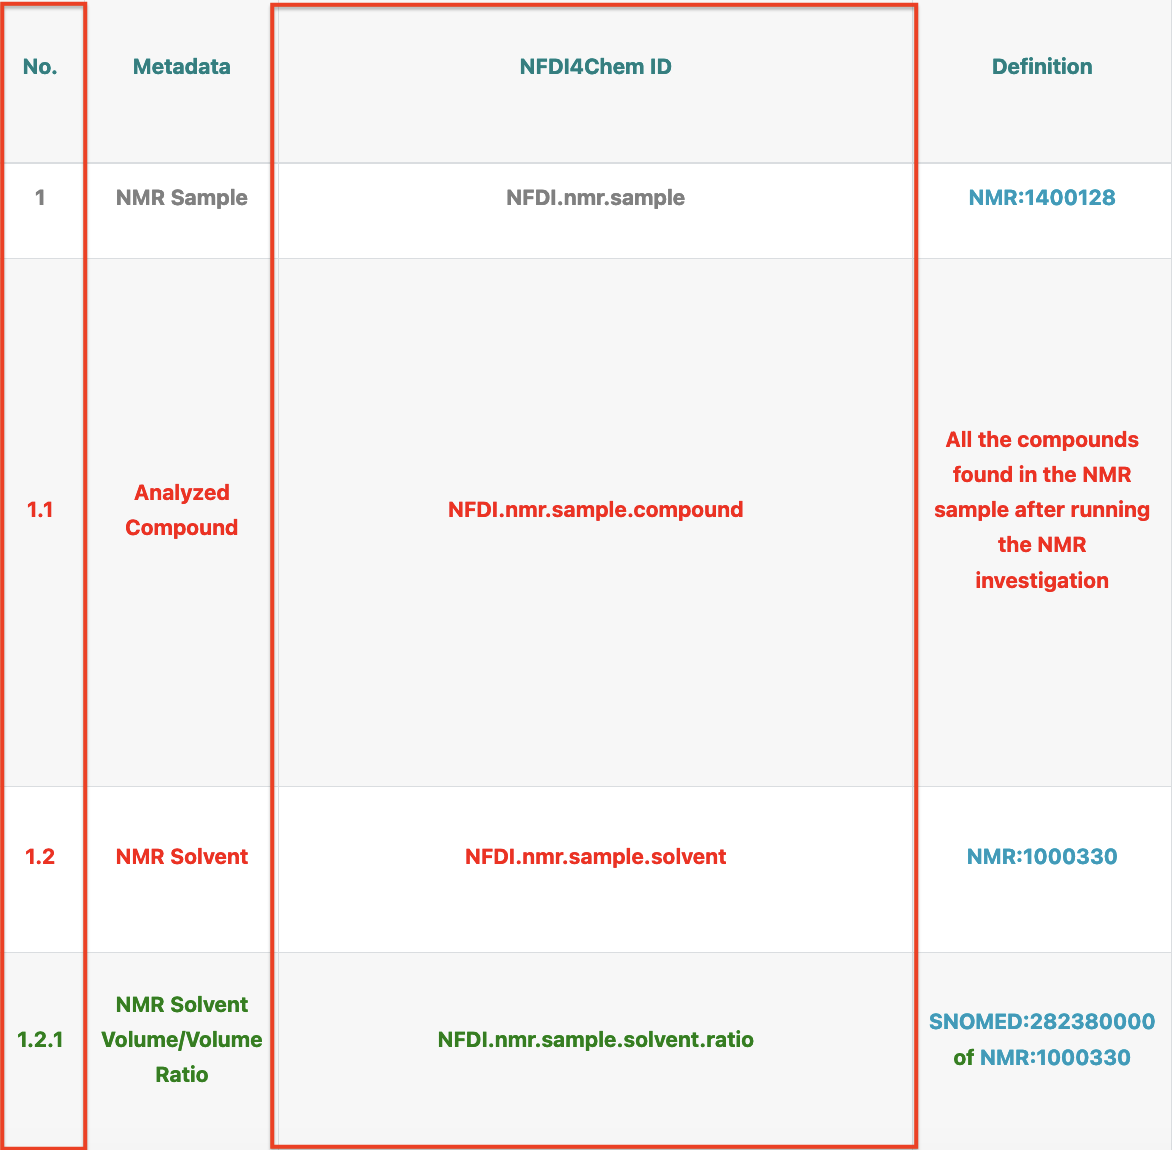 No.
Metadata
NFDI4Chem ID
Definition
1
NMR Sample
NFDI.nmr.sample
NMR:1400128
1.1
Analyzed
Compound
NFDI.nmr.sample.compound
All the compounds
found in the NMR
sample after running
the NMR
investigation
1.2
NMR Solvent
NFDI.nmr.sample.solvent
NMR:1000330
1.2.1
NMR Solvent
Volume/Volume
Ratio
NFDI.nmr.sample.solvent.ratio
SNOMED:282380000
of NMR:1000330